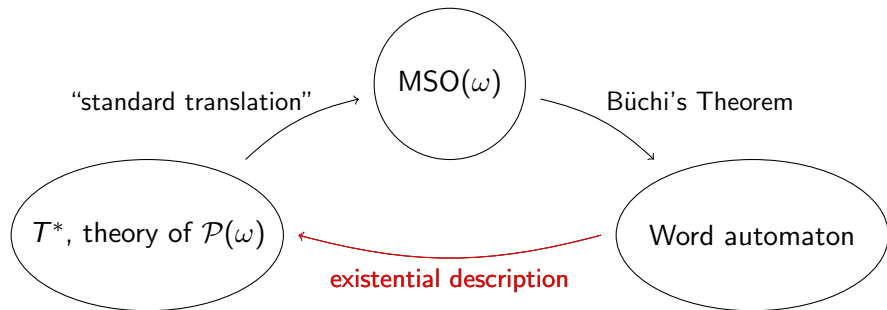 MSO(ω)
“standard translation”
Büchi’s Theorem
T*, theory of 𝒫(ω)
Word automaton
existential description